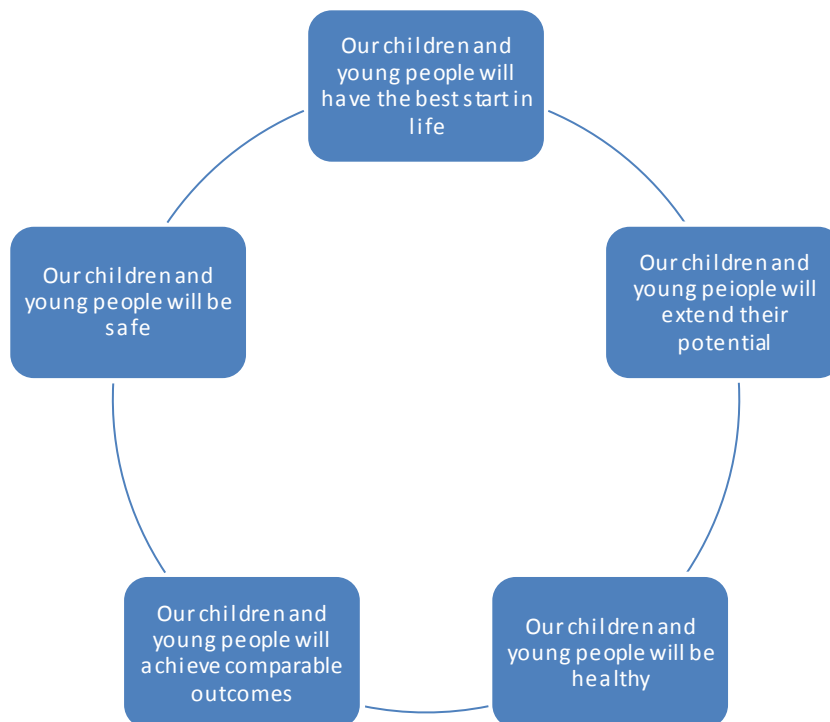 Our children and
young people will
have the best start in
life
Our children and
young peiople will
extend their
potential
Our children and
young people will be
healthy
Our children and
young people will
achieve comparable
outcomes
Our children and
young people will be
safe